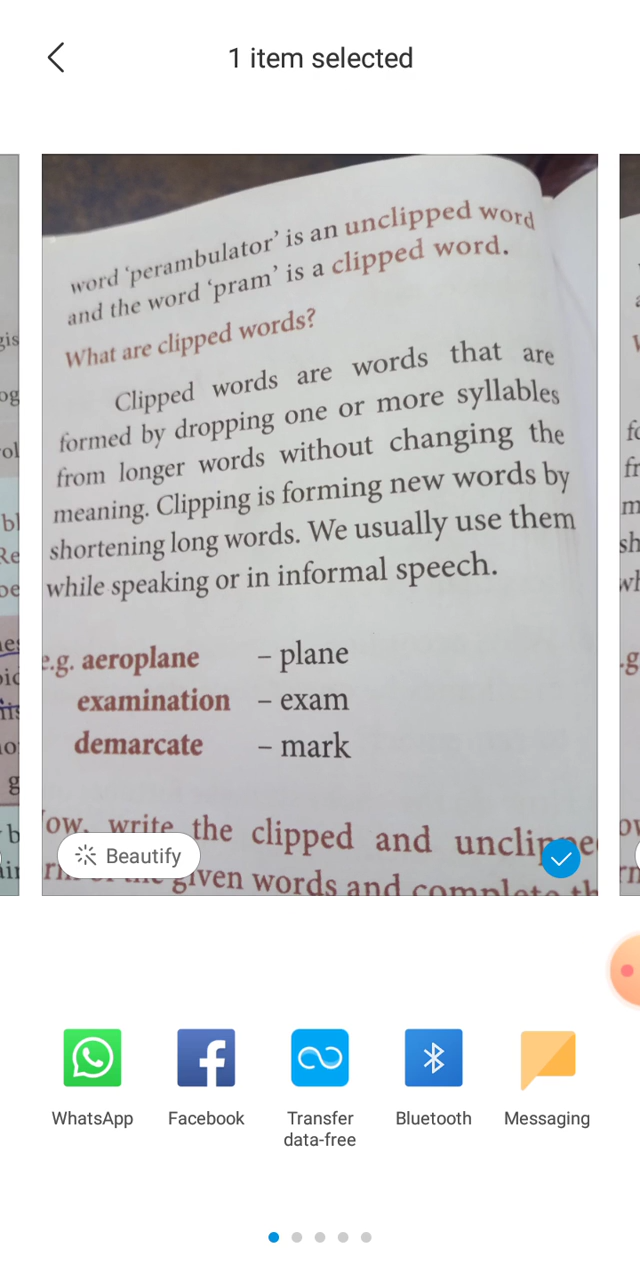 1 item selected
word 'perambulator' is an unclipped word
and the word 'pram' is a clipped word.
What are clipped words?
Clipped words are words that are
formed by dropping one or more syllables
from longer words without changing the
meaning. Clipping is forming new words by
shortening long words. We usually use them
while speaking or in informal speech.
e.g. aeroplane – plane
examination – exam
demarcate – mark
write the clipped and
given words and
Beautify
WhatsApp
Facebook
Transfer
data-free
Bluetooth
Messaging